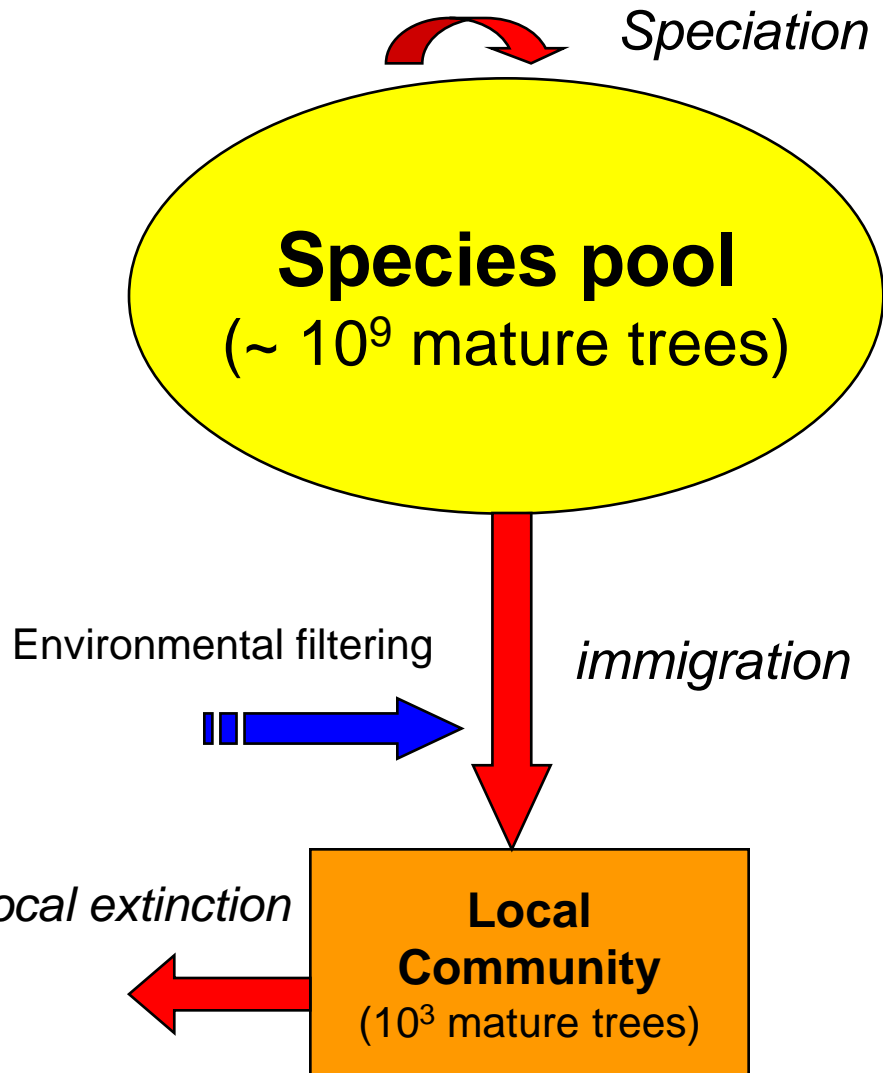 Speciation
Species pool
(~ 10⁹ mature trees)
Environmental filtering
immigration
ocal extinction
Local
Community
(10³ mature trees)